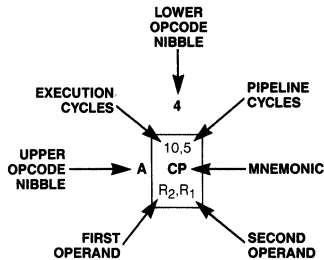 LOWER
OPCODE
NIBBLE
EXECUTION
CYCLES
4
PIPELINE
CYCLES
UPPER
OPCODE
NIBBLE
A
10,5
CP
R2,R1
MNEMONIC
FIRST
OPERAND
SECOND
OPERAND